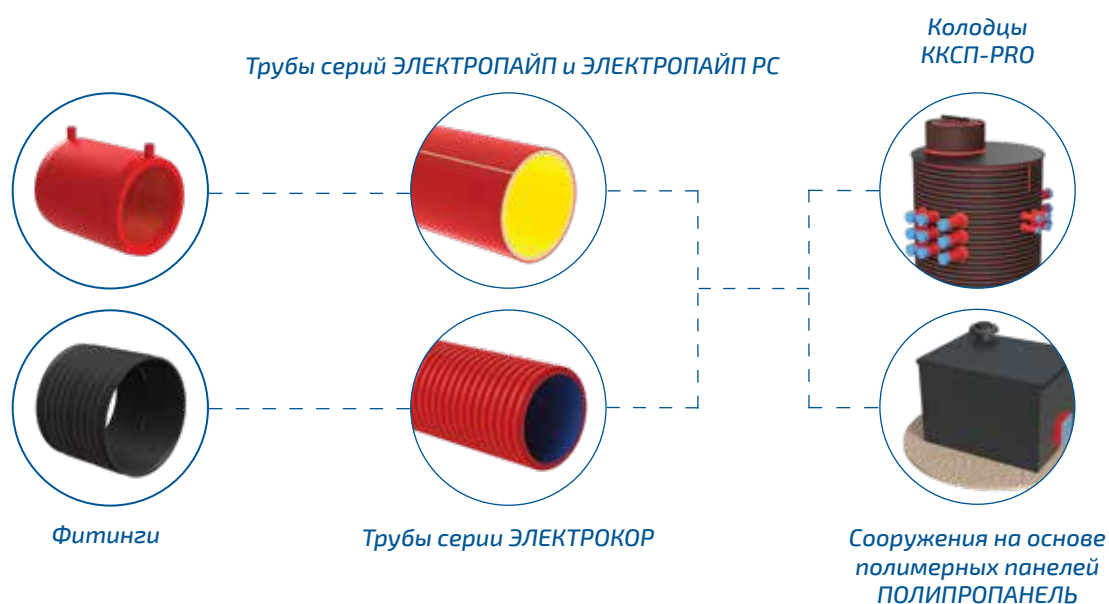 Колодцы
ККСП-PRO
Трубы серий ЭЛЕКТРОПАЙП и ЭЛЕКТРОПАЙП РС
Фитинги
Трубы серии ЭЛЕКТРОКОР
Сооружения на основе
полимерных панелей
ПОЛИПРОПАНЕЛЬ